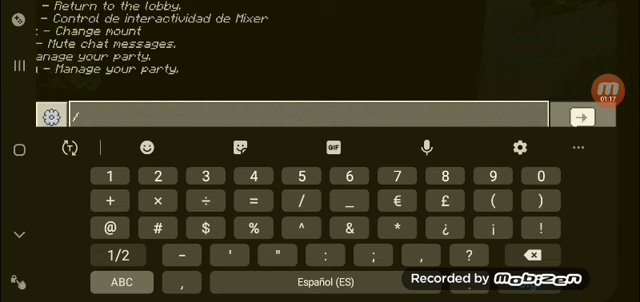 - Return to the lobby.
- Control de interactividad de Mixer
: - Change mount
- Mute chat messages.
anage your party.
- Manage your party.
01:17
/
GIF
1 2 3 4 5 6 7 8 9 0
+ × ÷ = / _ € £ ( )
@ # $ % ^ & * ¿ ¡ !
1/2 - ' " : ; , ?
ABC , Español (ES) .
Recorded by mobizen